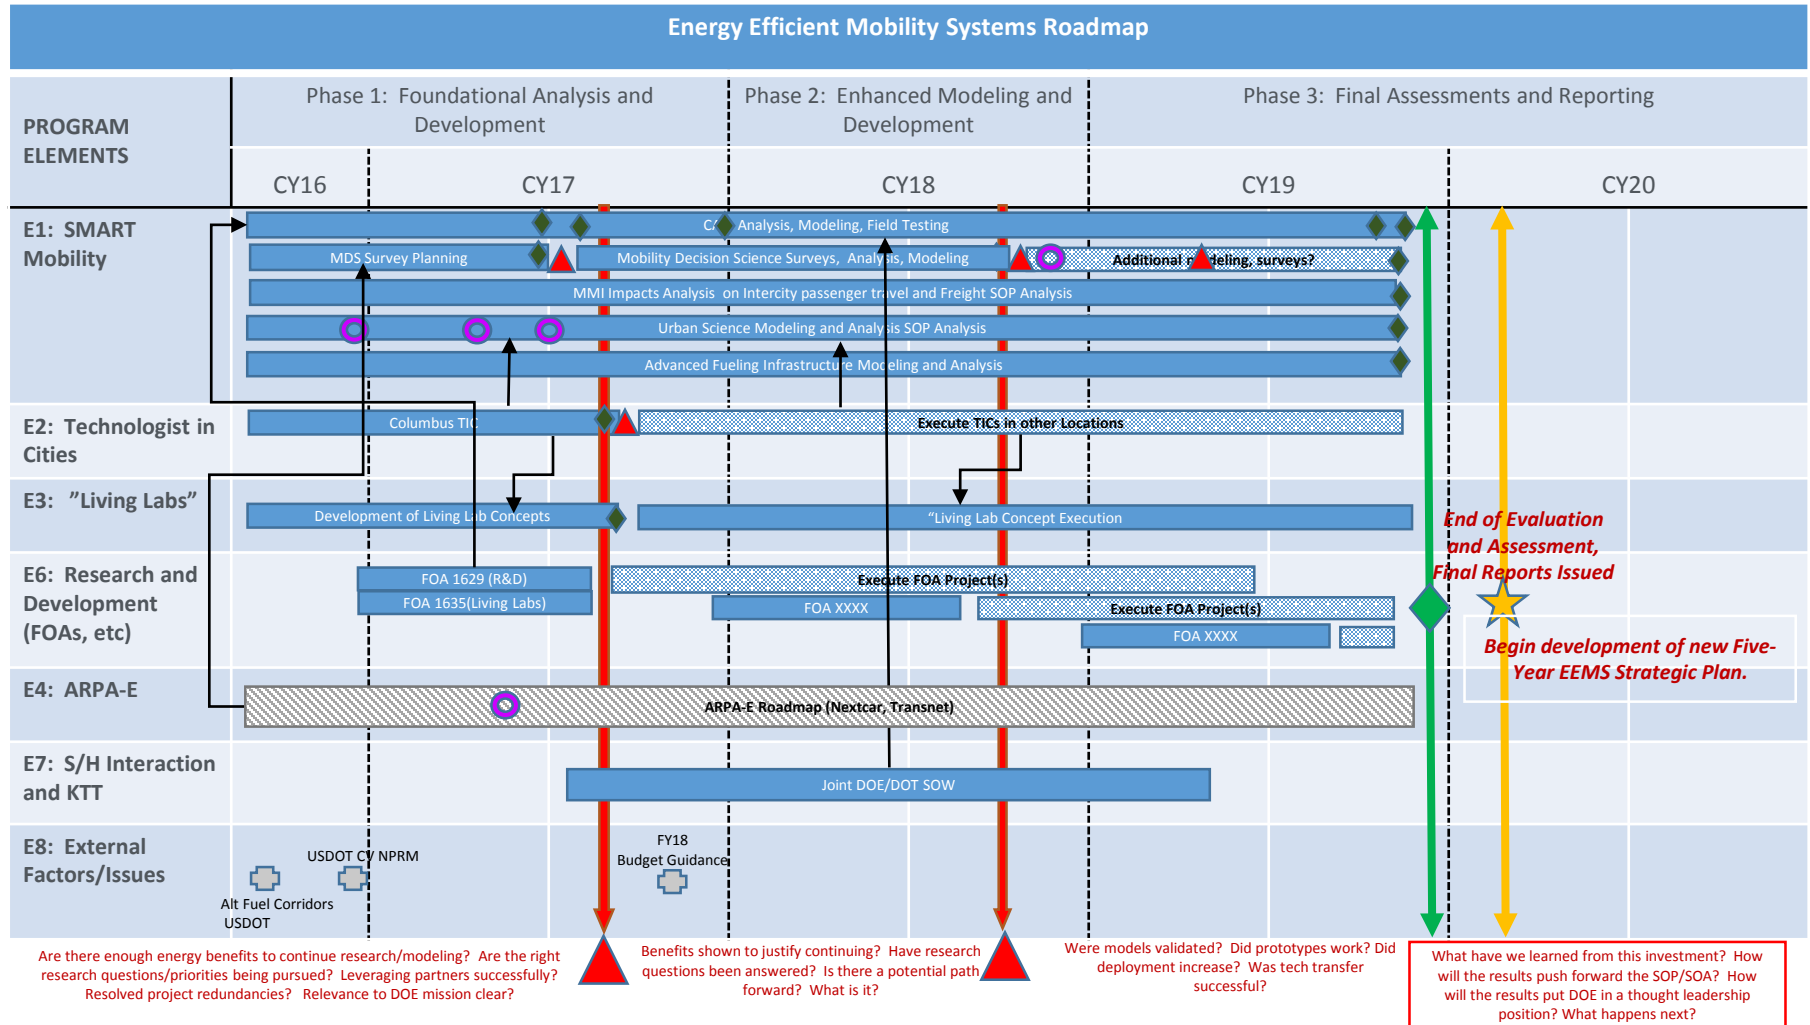 Energy Efficient Mobility Systems Roadmap
PROGRAM
ELEMENTS
Phase 1:  Foundational Analysis and
Development
Phase 2:  Enhanced Modeling and
Development
Phase 3:  Final Assessments and Reporting
CY16
CY17
CY18
CY19
CY20
E1:  SMART
Mobility
Analysis, Modeling, Field Testing
MDS Survey Planning
Mobility Decision Science Surveys,  Analysis, Modeling
Additional modeling, surveys?
MMI Impacts Analysis  on Intercity passenger travel and Freight SOP Analysis
Urban Science Modeling and Analysis SOP Analysis
Advanced Fueling Infrastructure Modeling and Analysis
E2:  Technologist in
Cities
Columbus TIC
Execute TICs in other Locations
E3:   ”Living Labs”
Development of Living Lab Concepts
“Living Lab Concept Execution
End of Evaluation
and Assessment,
Final Reports Issued
E6: Research and
Development
(FOAs, etc)
FOA 1629 (R&D)
FOA 1635(Living Labs)
Execute FOA Project(s)
FOA XXXX
Execute FOA Project(s)
FOA XXXX
Begin development of new Five-
Year EEMS Strategic Plan.
E4: ARPA-E
ARPA-E Roadmap (Nextcar, Transnet)
E7: S/H Interaction
and KTT
Joint DOE/DOT SOW
E8: External
Factors/Issues
USDOT CV NPRM
Alt Fuel Corridors
USDOT
FY18
Budget Guidance
Are there enough energy benefits to continue research/modeling?  Are the right
research questions/priorities being pursued?  Leveraging partners successfully?
Resolved project redundancies?   Relevance to DOE mission clear?
Benefits shown to justify continuing?  Have research
questions been answered?  Is there a potential path
forward?  What is it?
Were models validated?  Did prototypes work? Did
deployment increase?  Was tech transfer
successful?
What have we learned from this investment?  How
will the results push forward the SOP/SOA?  How
will the results put DOE in a thought leadership
position? What happens next?